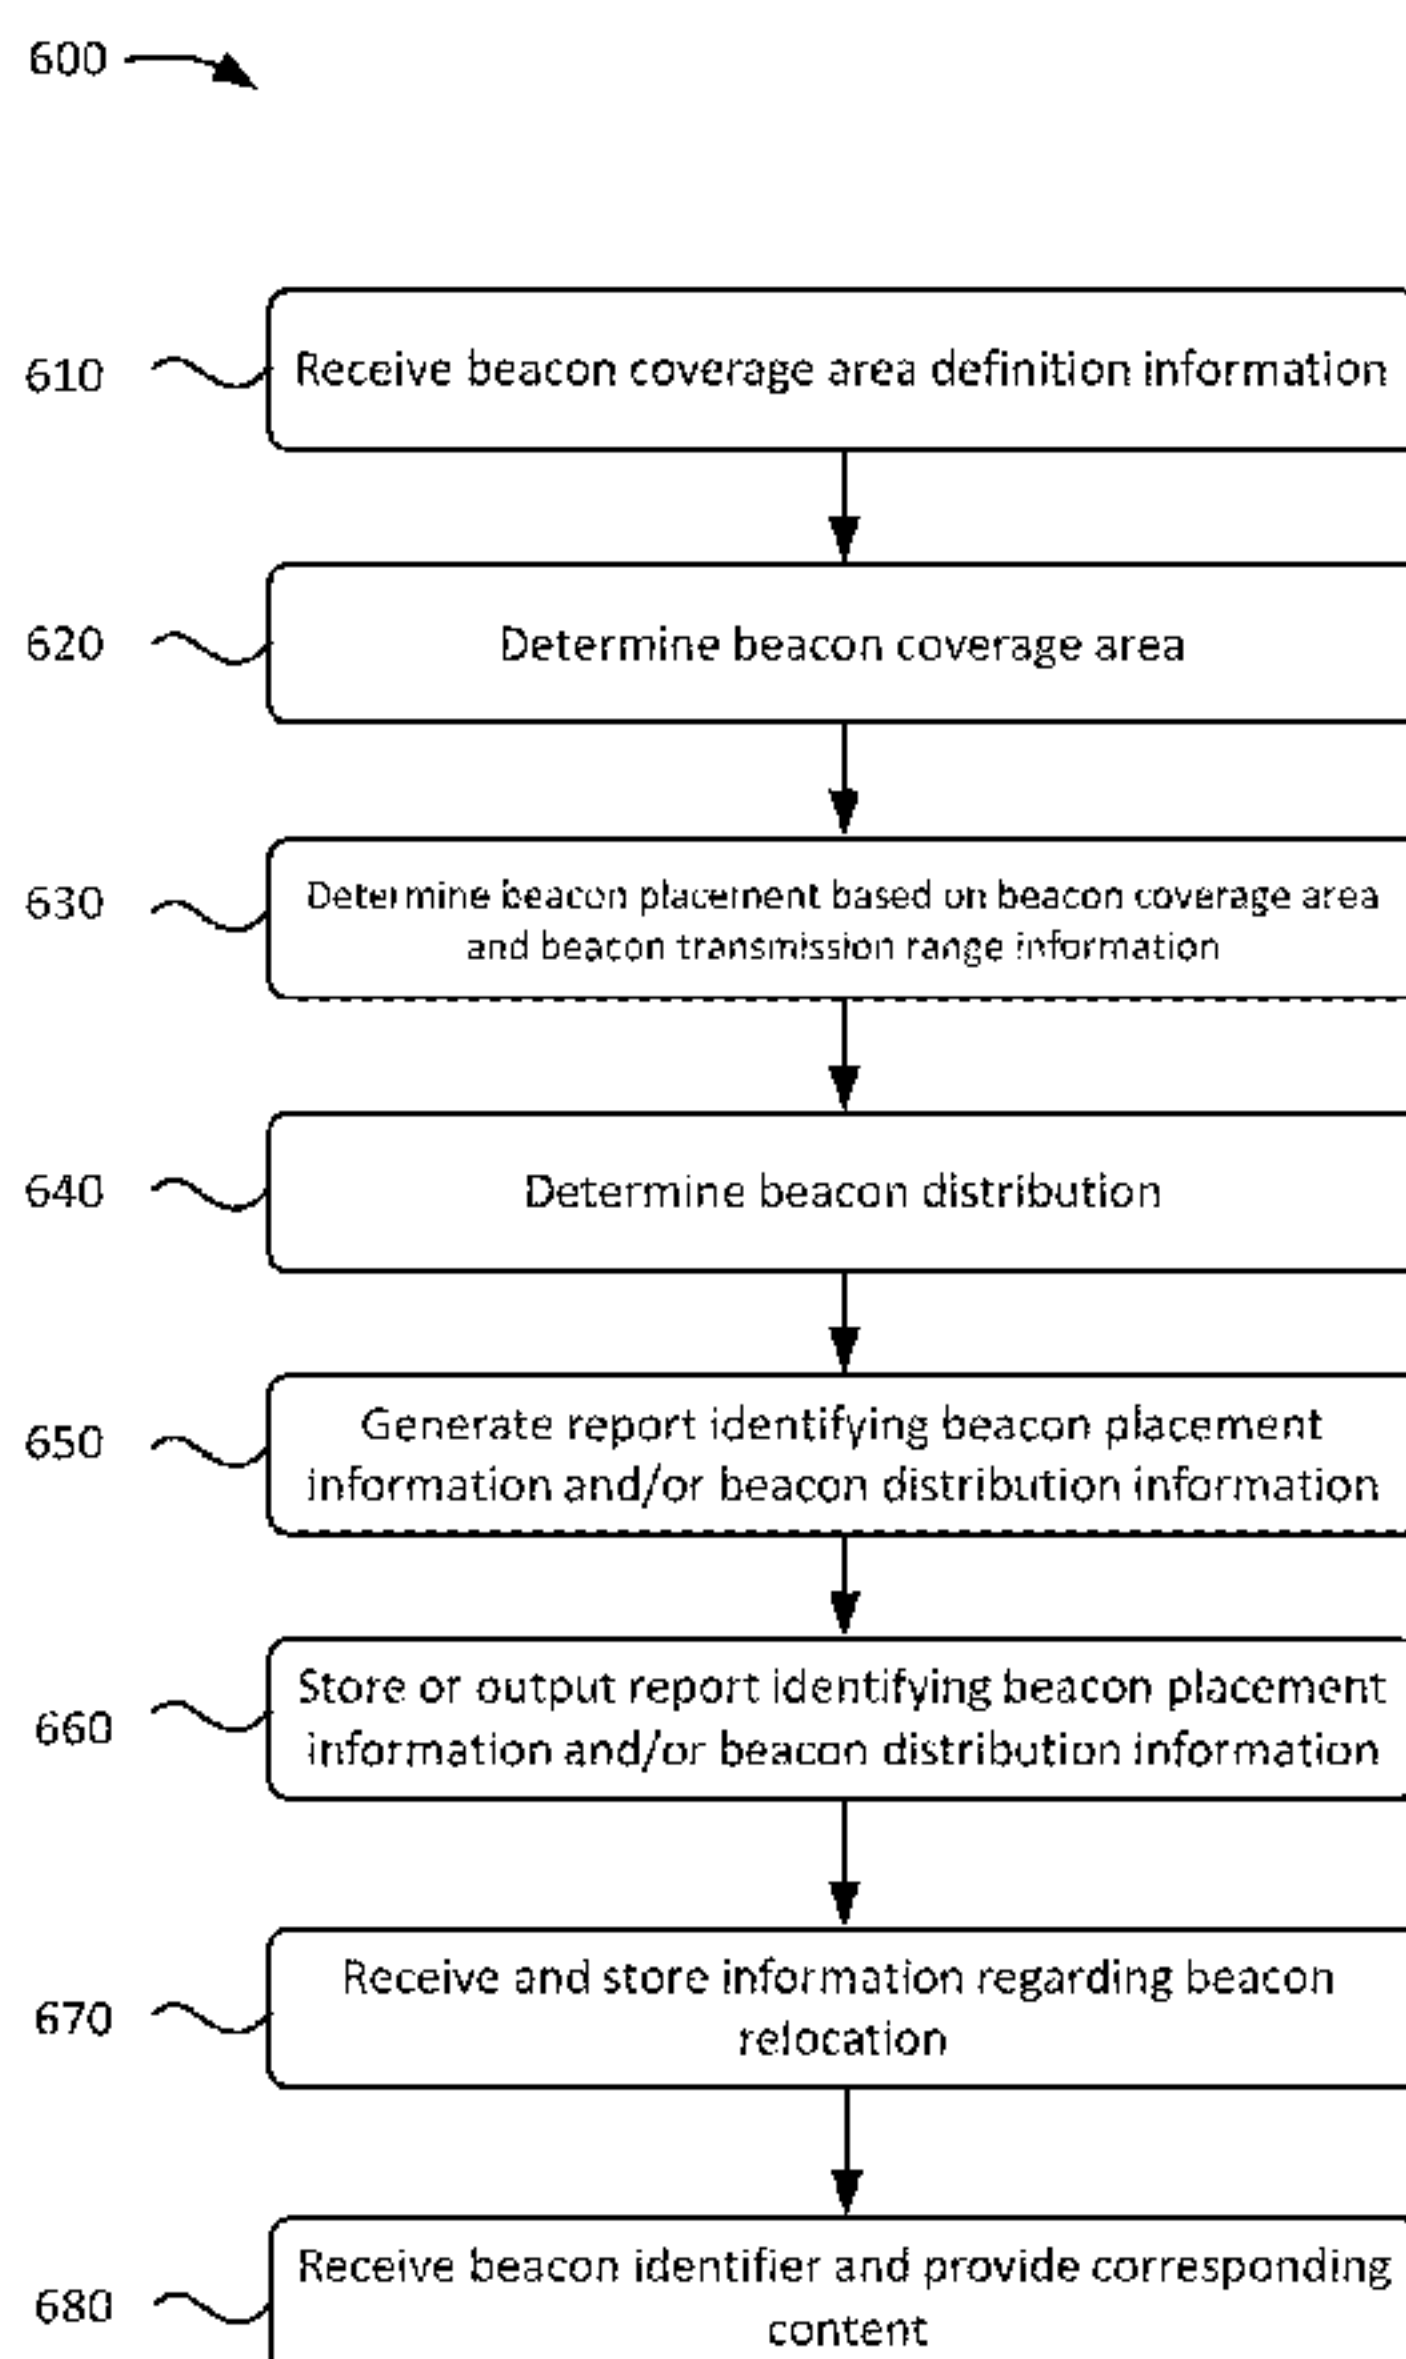 600
610
Receive beacon coverage area definition information
620
Determine beacon coverage area
630
Determine beacon placement based on beacon coverage area
and beacon transmission range information
640
Determine beacon distribution
650
Generate report identifying beacon placement
information and/or beacon distribution information
660
Store or output report identifying beacon placement
information and/or beacon distribution information
670
Receive and store information regarding beacon
relocation
680
Receive beacon identifier and provide corresponding
content